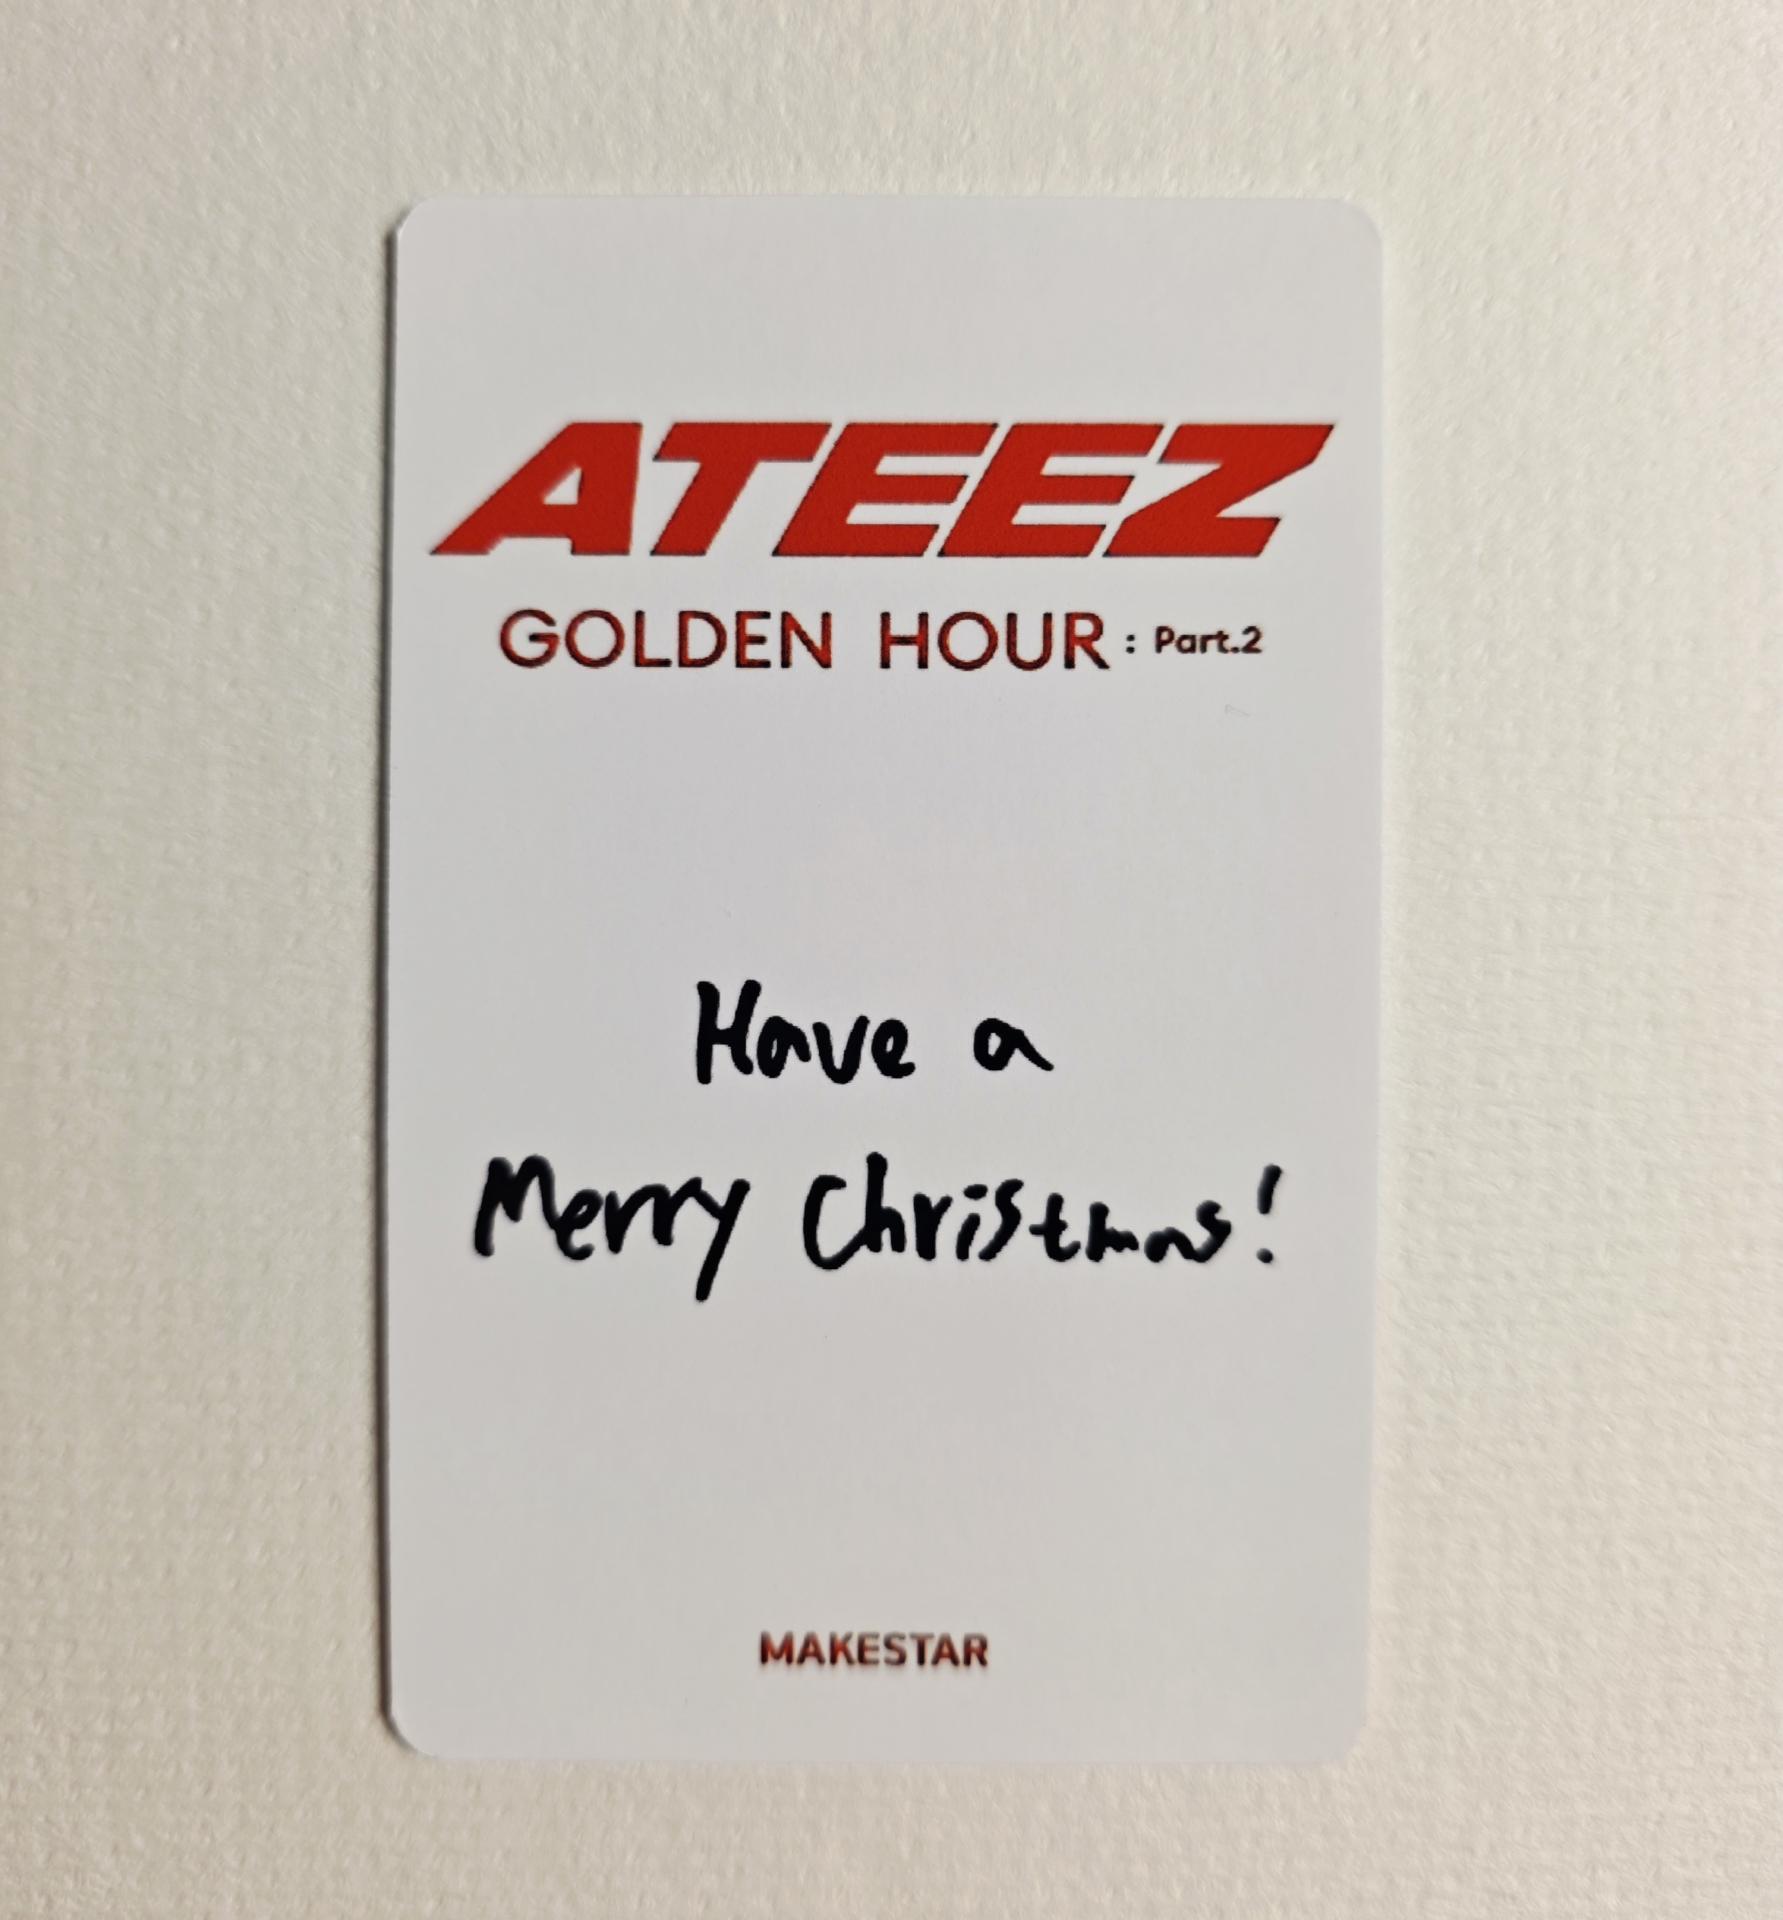 ATEEZ
GOLDEN HOUR : Part.2
Have a
Merry Christmas!
MAKESTAR